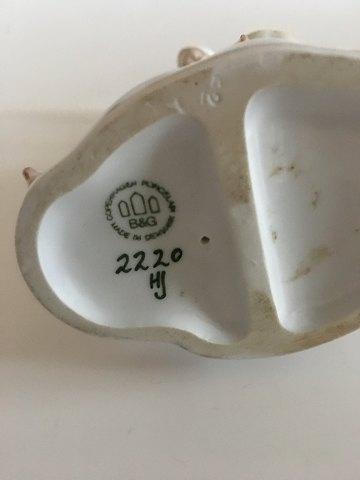 COPENHAGEN PORCELAIN
B&G
MADE IN DENMARK
2220
HJ